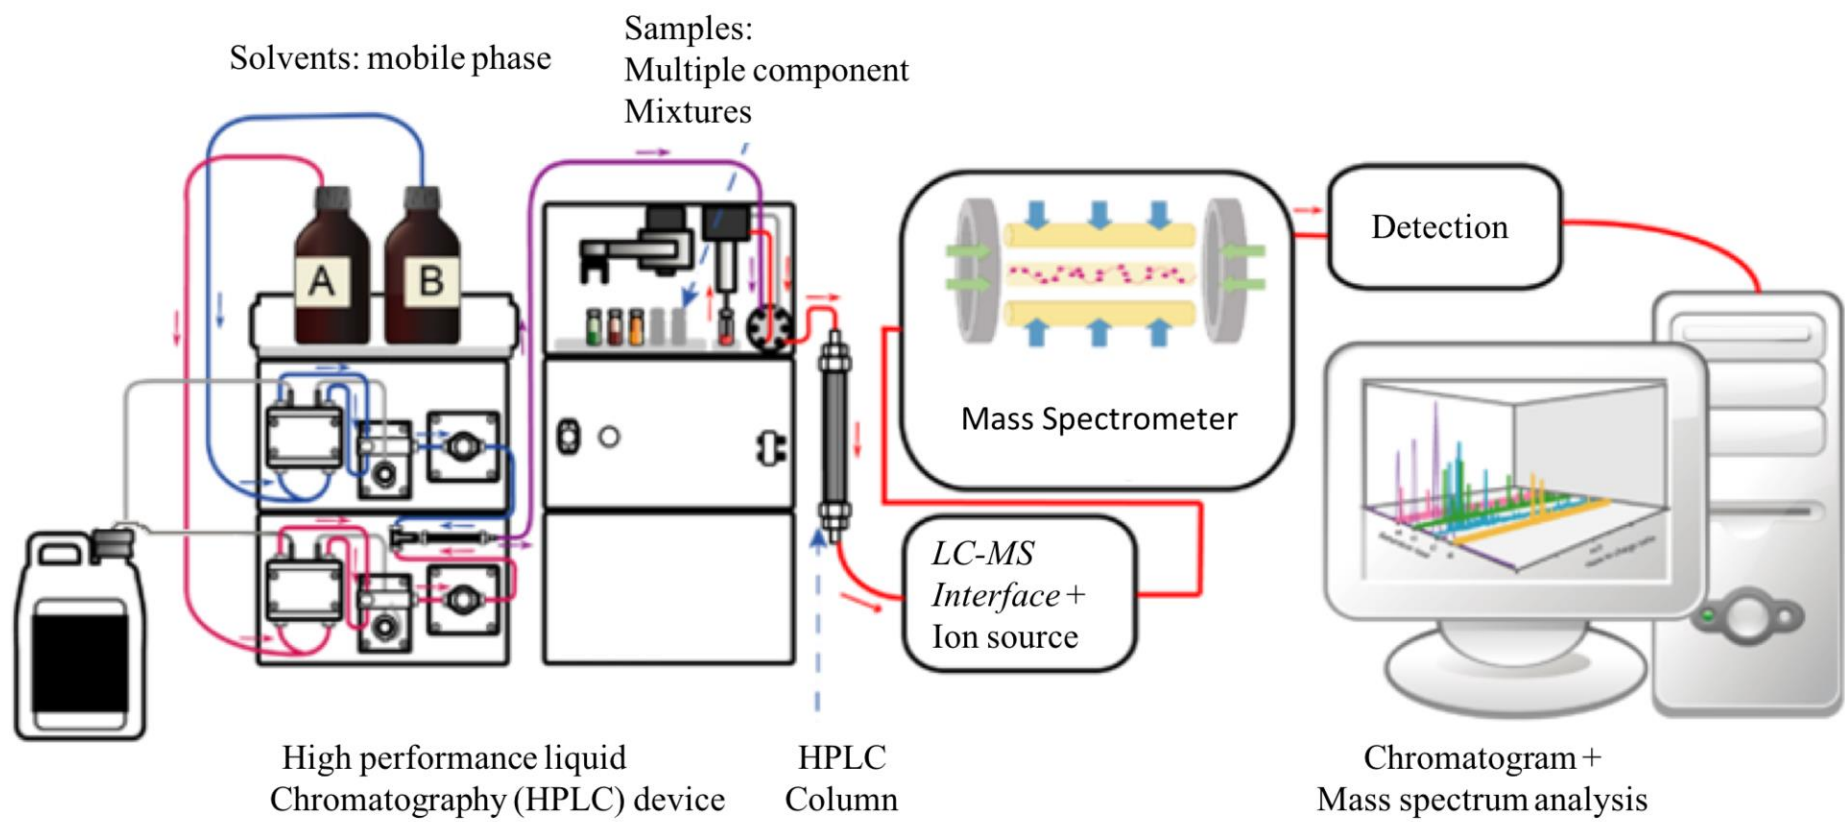 Solvents: mobile phase
Samples:
Multiple component
Mixtures
A
B
Mass Spectrometer
Detection
LC-MS
Interface +
Ion source
High performance liquid
Chromatography (HPLC) device
HPLC
Column
Chromatogram +
Mass spectrum analysis